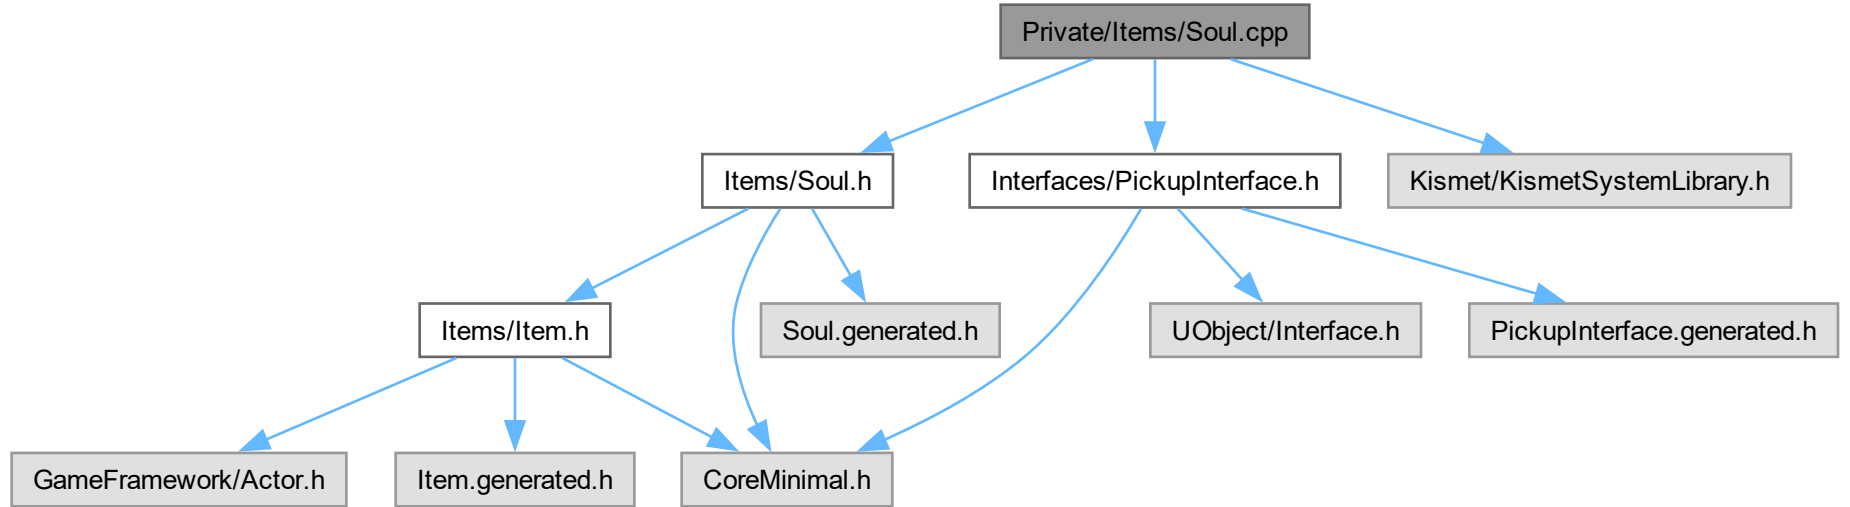 Private/Items/Soul.cpp
Items/Soul.h
Interfaces/PickupInterface.h
Kismet/KismetSystemLibrary.h
Items/Item.h
Soul.generated.h
UObject/Interface.h
PickupInterface.generated.h
GameFramework/Actor.h
Item.generated.h
CoreMinimal.h